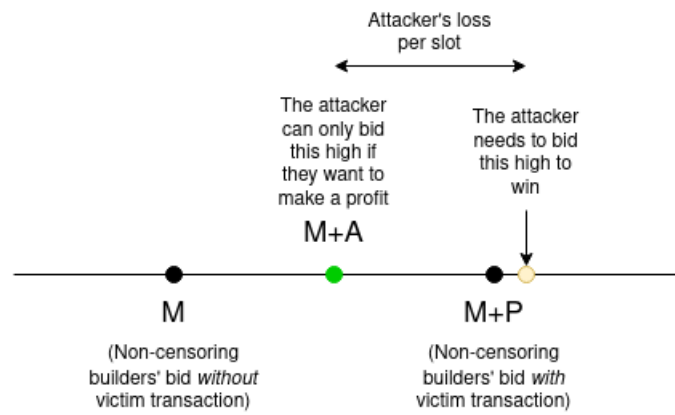 Attacker's loss
per slot
The
attacker
can only bid
this high if
they want to
make a profit
The attacker
needs to bid
this high to
win
M+A
M
M+P
(Non-censoring
builders' bid without
victim transaction)
(Non-censoring
builders' bid with
victim transaction)